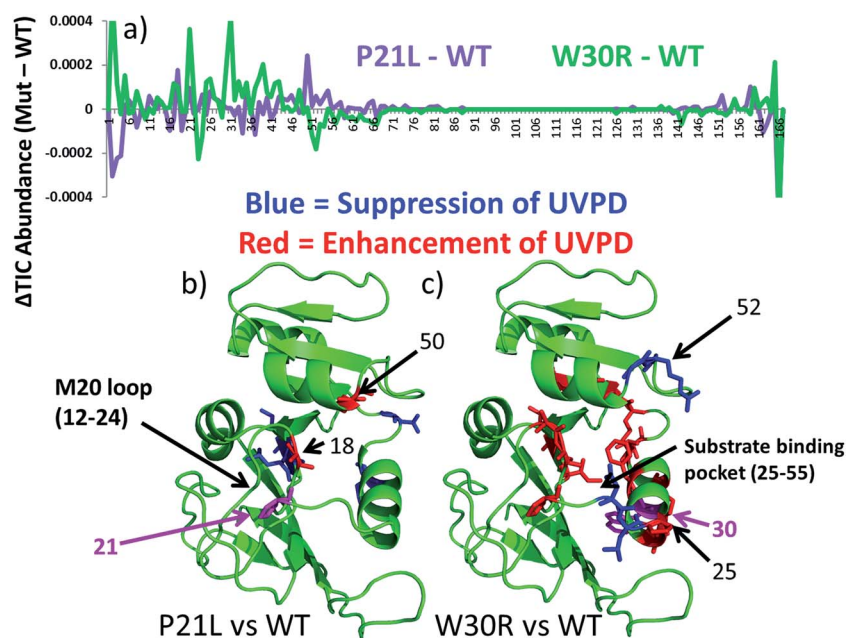 a)
P21L - WT
W30R - WT
ΔTIC Abundance (Mut – WT)
0.0004
0.0002
0
-0.0002
-0.0004
1 6 11 16 21 26 31 36 41 46 51 56 61 66 71 76 81 86 91 96 101 106 111 116 121 126 131 136 141 146 151 156 161 166
Blue = Suppression of UVPD
Red = Enhancement of UVPD
b)
c)
50
52
M20 loop
(12-24)
18
Substrate binding
pocket (25-55)
21
30
25
P21L vs WT
W30R vs WT